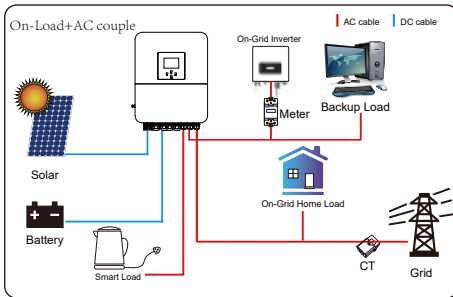 On-Load+AC couple
On-Grid Inverter
AC cable
DC cable
Meter
Backup Load
Solar
On-Grid Home Load
Battery
Smart Load
CT
Grid